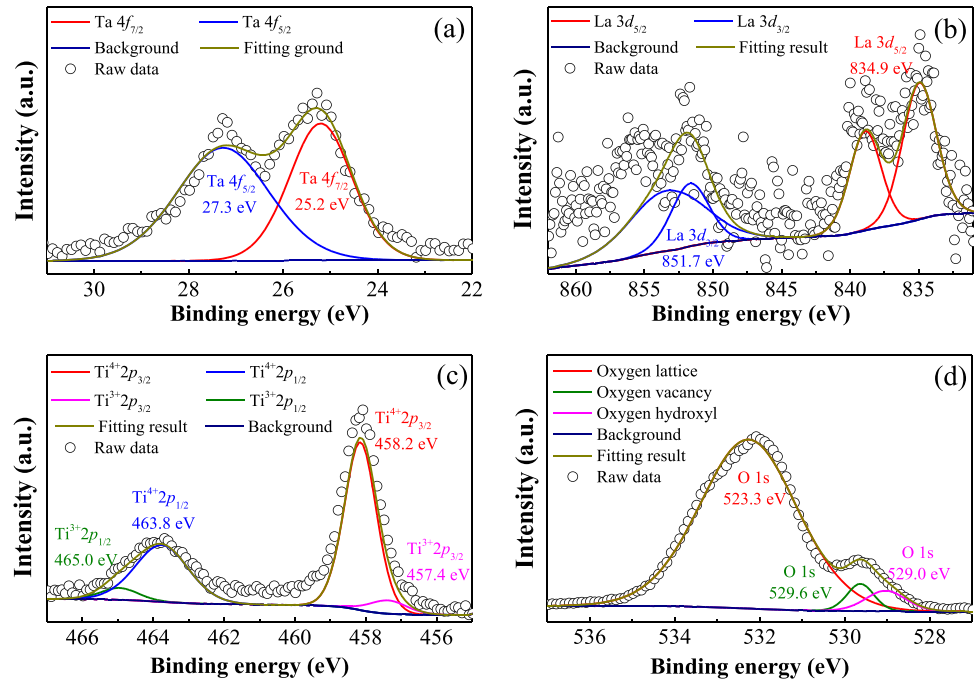 Ta 4f7/2 Ta 4f5/2 (a)
Background Fitting ground
Raw data
Ta 4f5/2
27.3 eV
Ta 4f7/2
25.2 eV
Intensity (a.u.)
30 28 26 24 22
Binding energy (eV)
La 3d5/2 La 3d3/2 (b)
Background Fitting result
Raw data
La 3d5/2
834.9 eV
La 3d3/2
851.7 eV
Intensity (a.u.)
860 855 850 845 840 835
Binding energy (eV)
Ti4+2p3/2 Ti4+2p1/2 (c)
Ti3+2p3/2 Ti3+2p1/2
Fitting result Background
Raw data
Ti4+2p3/2
458.2 eV
Ti4+2p1/2
463.8 eV
Ti3+2p1/2
465.0 eV
Ti3+2p3/2
457.4 eV
Intensity (a.u.)
466 464 462 460 458 456
Binding energy (eV)
Oxygen lattice (d)
Oxygen vacancy
Oxygen hydroxyl
Background
Fitting result
Raw data
O 1s
523.3 eV
O 1s
529.6 eV
O 1s
529.0 eV
Intensity (a.u.)
536 534 532 530 528
Binding energy (eV)